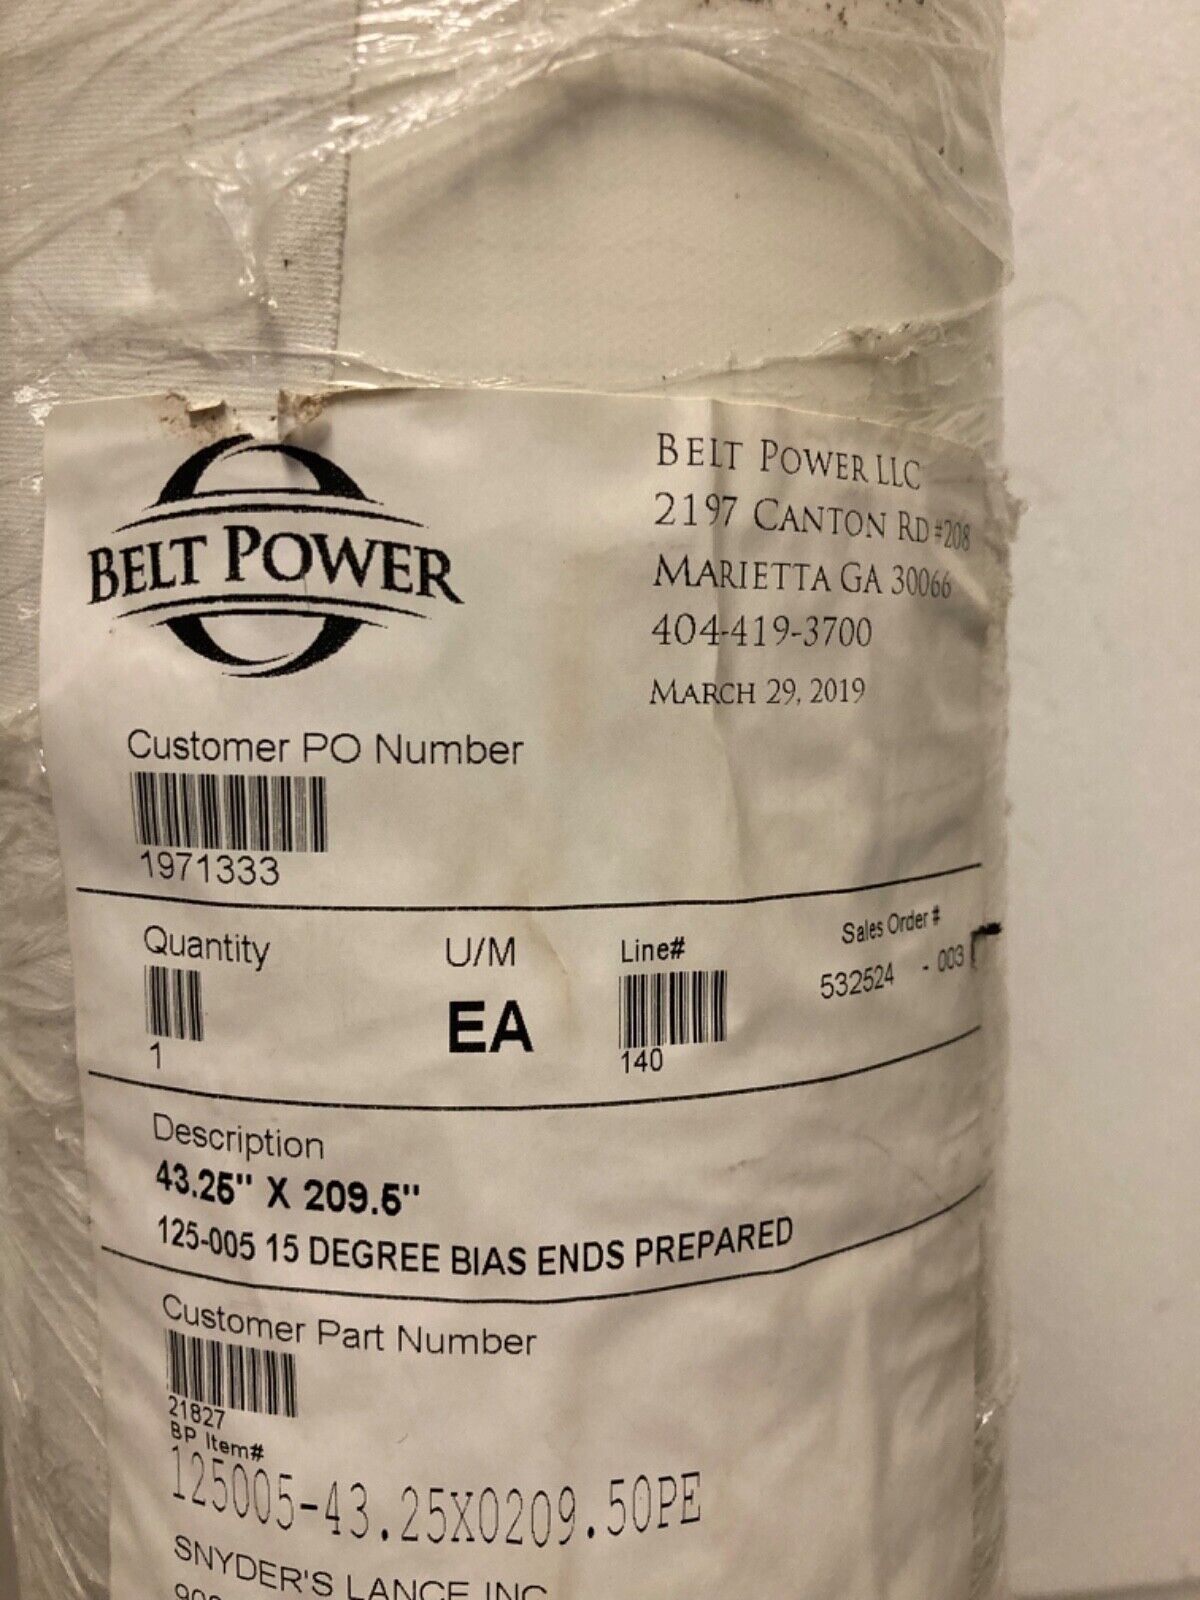 BELT POWER
BELT POWER LLC
2197 CANTON RD #208
MARIETTA GA 30066
404-419-3700
MARCH 29, 2019
Customer PO Number
1971333
Quantity
1
U/M
EA
Line#
140
Sales Order #
532524 - 003
Description
43.25" X 209.5"
125-005 15 DEGREE BIAS ENDS PREPARED
Customer Part Number
21827
BP Item#
125005-43.25X0209.50PE
SNYDER'S LANCE INC